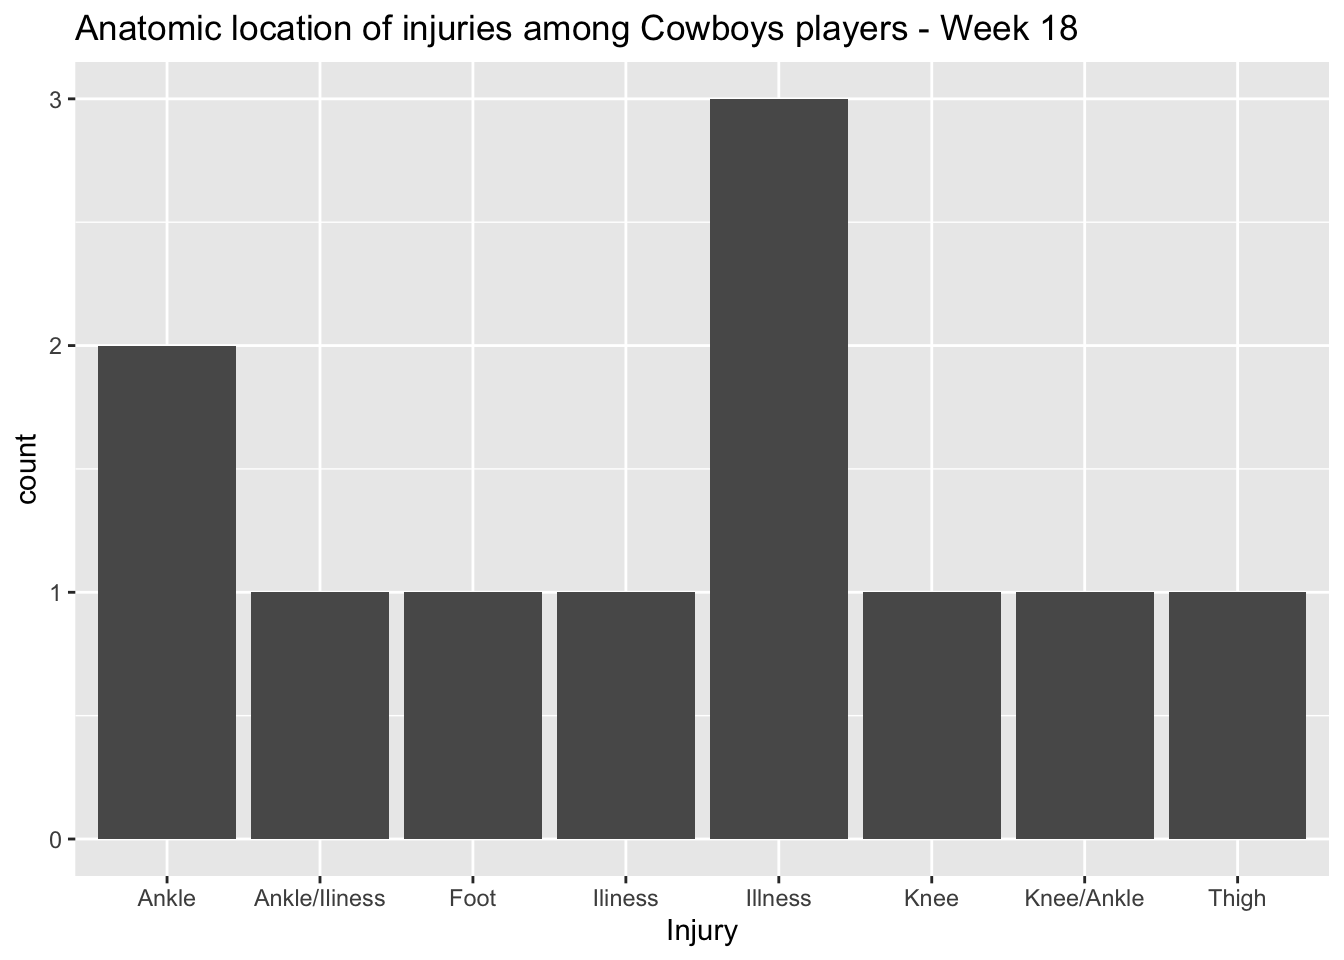 Anatomic location of injuries among Cowboys players - Week 18
3
2
1
0
count
Ankle Ankle/Iliness Foot Iliness Illness Knee Knee/Ankle Thigh
Injury